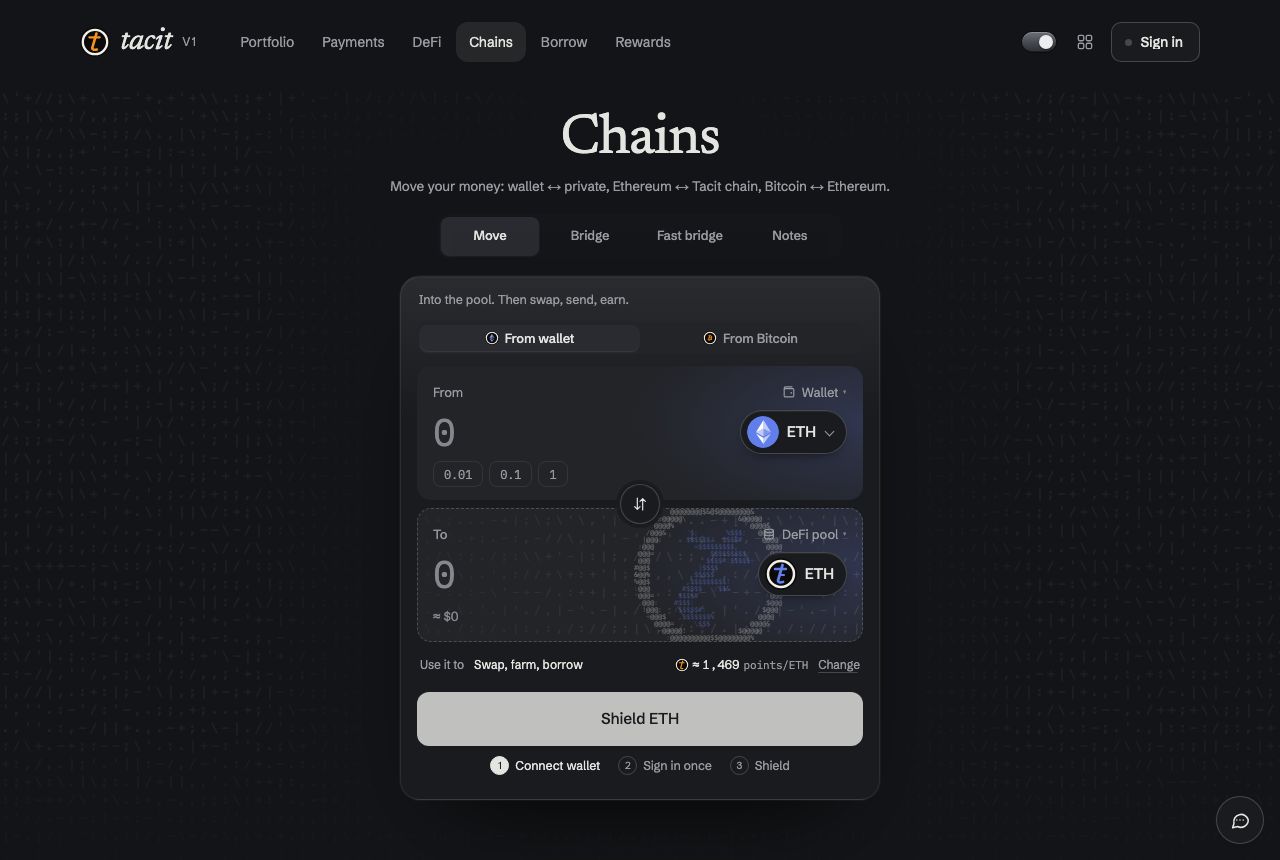 tacit V1 Portfolio Payments DeFi Chains Borrow Rewards Sign in
Chains
Move your money: wallet ↔ private, Ethereum ↔ Tacit chain, Bitcoin ↔ Ethereum.
Move Bridge Fast bridge Notes
Into the pool. Then swap, send, earn.
From wallet From Bitcoin
From Wallet
0 ETH
0.01 0.1 1
To DeFi pool
0 ETH
≈ $0
Use it to Swap, farm, borrow ≈ 1,469 points/ETH Change
Shield ETH
1 Connect wallet 2 Sign in once 3 Shield